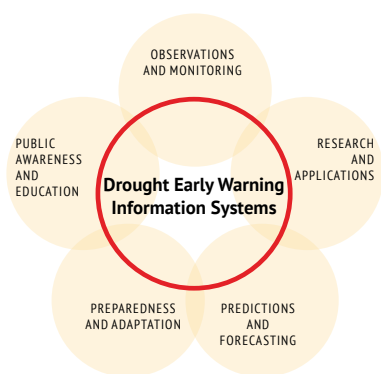 OBSERVATIONS
AND MONITORING
PUBLIC
AWARENESS
AND
EDUCATION
RESEARCH
AND
APPLICATIONS
Drought Early Warning
Information Systems
PREPAREDNESS
AND ADAPTATION
PREDICTIONS
AND
FORECASTING